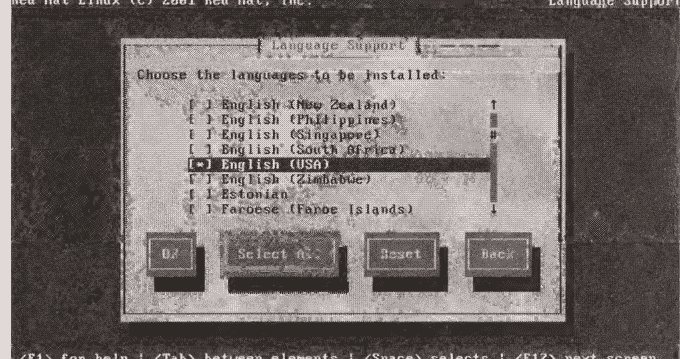 Red Hat Linux (C) 2001 Red Hat, Inc. Language Support
Language Support
Choose the languages to be installed:
[ ] English (New Zealand)
[ ] English (Philippines)
[ ] English (Singapore)
[ ] English (South Africa)
[*] English (USA)
[ ] English (Zimbabwe)
[ ] Estonian
[ ] Faroese (Faroe Islands)
OK Select All Reset Back
<F1> for help | <Tab> between elements | <Space> selects | <F12> next screen